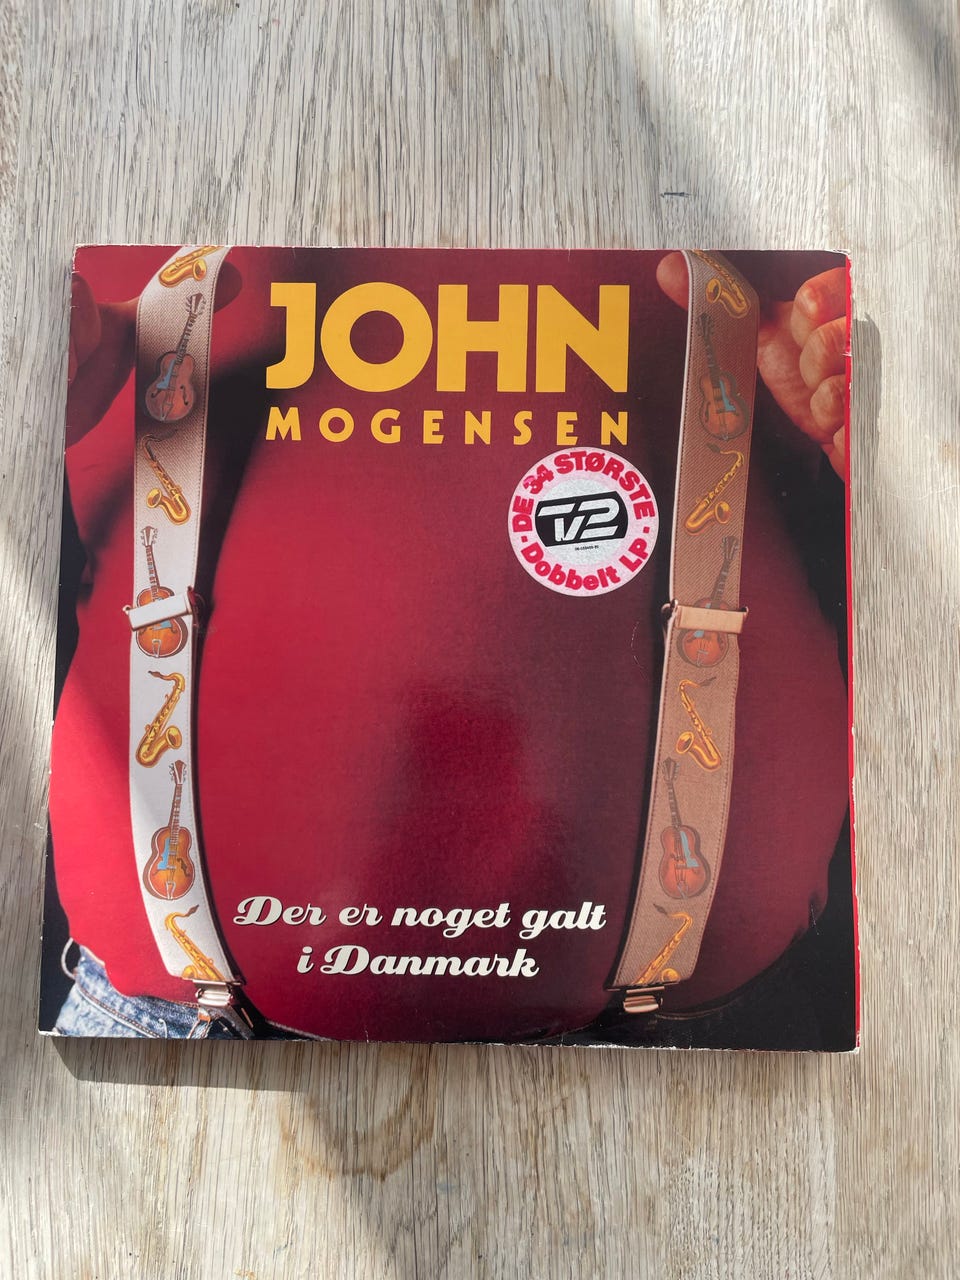 JOHN
MOGENSEN
· DE 34 STØRSTE ·
TV2
Dobbelt LP
Der er noget galt
i Danmark